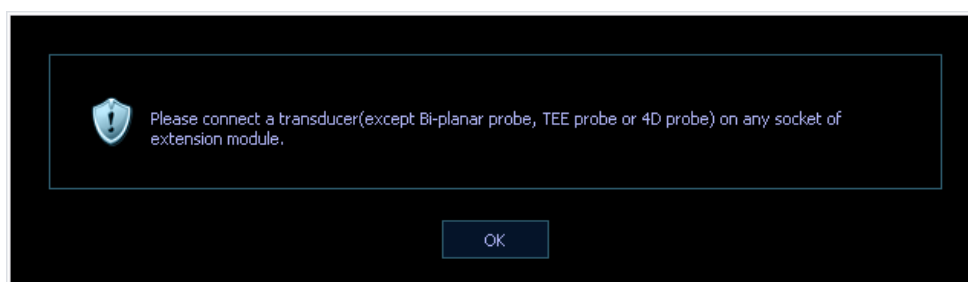 Please connect a transducer(except Bi-planar probe, TEE probe or 4D probe) on any socket of
extension module.
OK